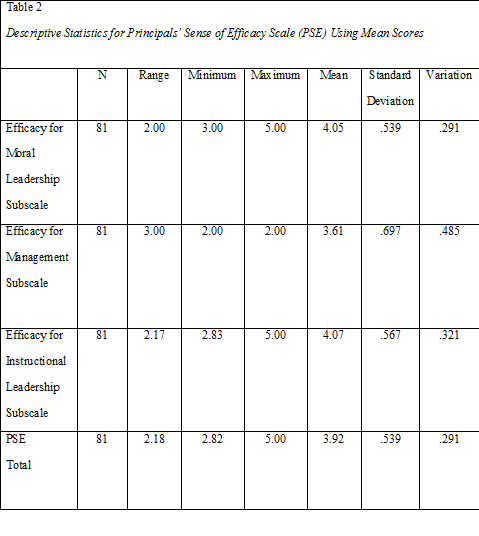 Table 2
Descriptive Statistics for Principals' Sense of Efficacy Scale (PSE) Using Mean Scores
N Range Minimum Maximum Mean Standard Deviation Variation
Efficacy for 81 2.00 3.00 5.00 4.05 .539 .291
Moral
Leadership
Subscale
Efficacy for 81 3.00 2.00 2.00 3.61 .697 .485
Management
Subscale
Efficacy for 81 2.17 2.83 5.00 4.07 .567 .321
Instructional
Leadership
Subscale
PSE 81 2.18 2.82 5.00 3.92 .539 .291
Total